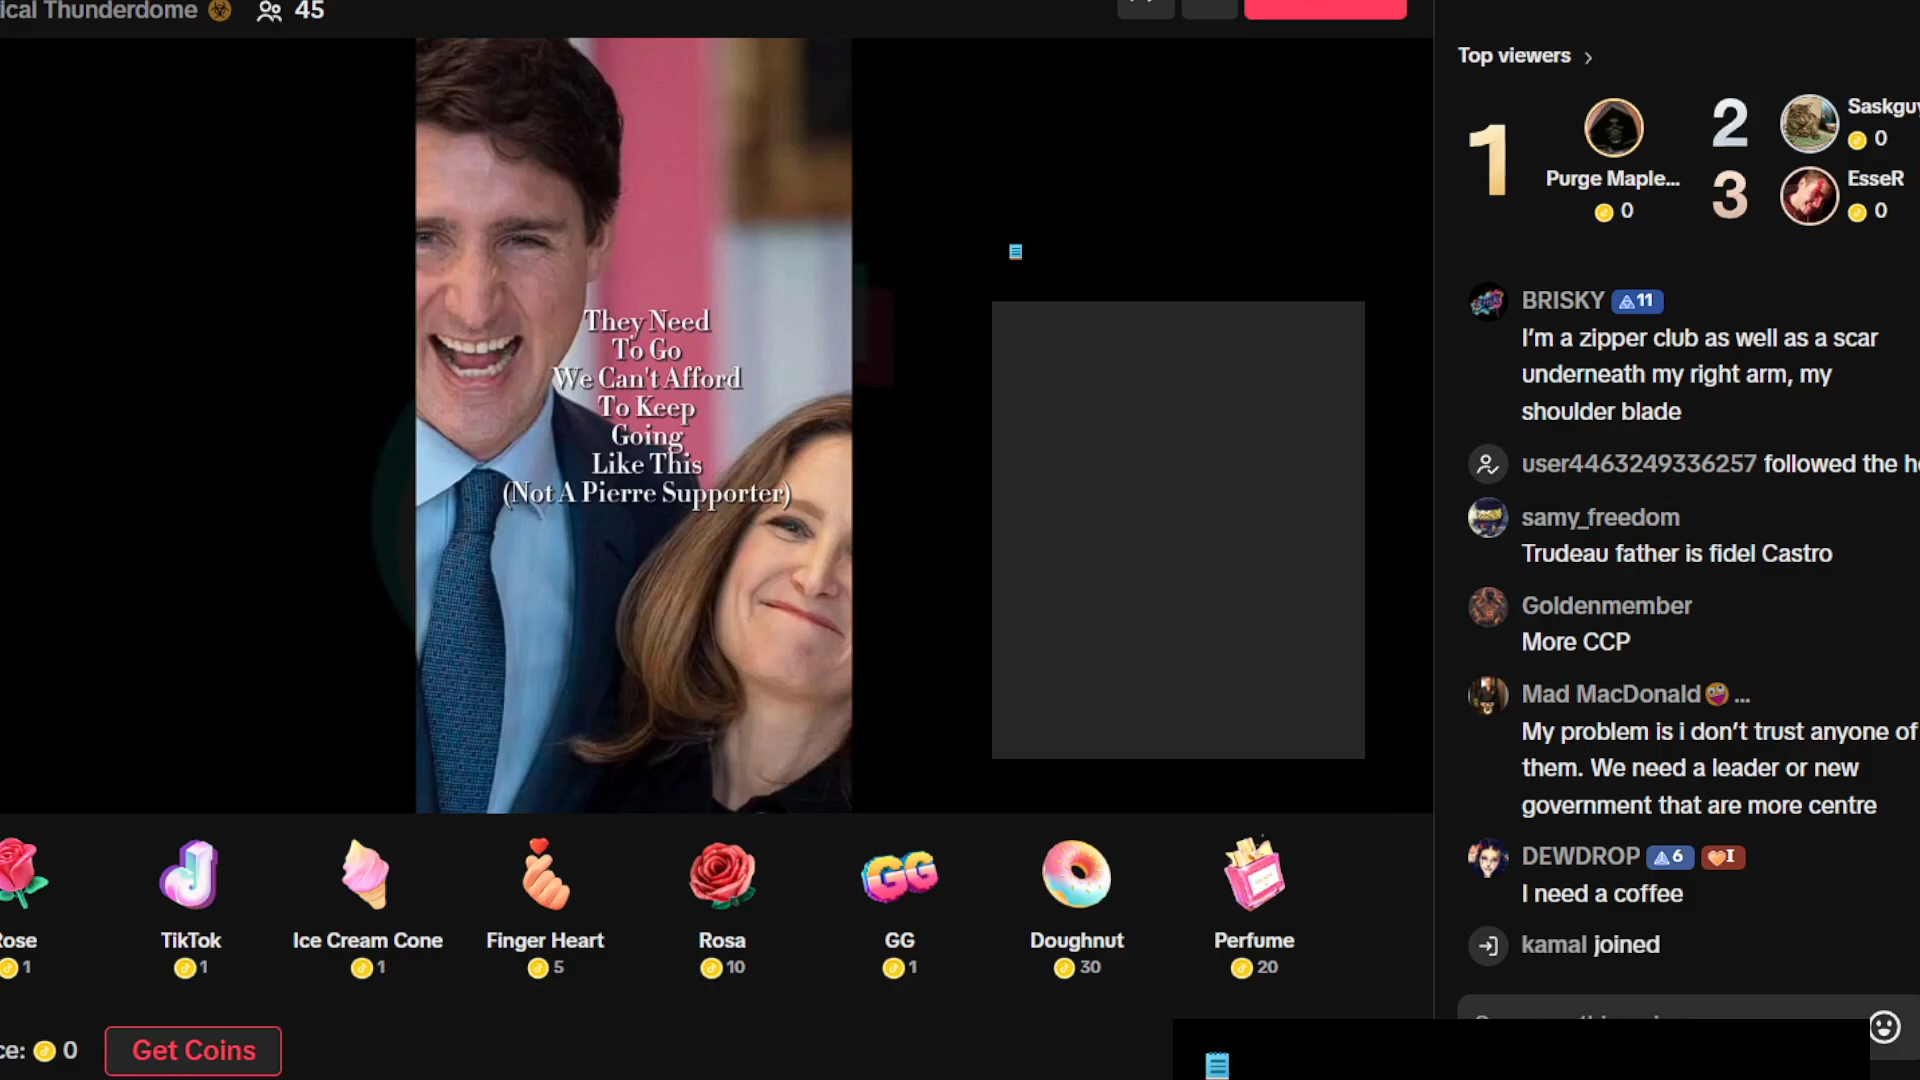 ical Thunderdome
45
They Need
To Go
We Can't Afford
To Keep
Going
Like This
(Not A Pierre Supporter)
Rose
1
TikTok
1
Ice Cream Cone
1
Finger Heart
5
Rosa
10
GG
GG
1
Doughnut
30
Perfume
20
ce: 0
Get Coins
Top viewers >
1
Purge Maple...
0
2
Saskguy
0
3
EsseR
0
BRISKY 11
I'm a zipper club as well as a scar
underneath my right arm, my
shoulder blade
user4463249336257 followed the h
samy_freedom
Trudeau father is fidel Castro
Goldenmember
More CCP
Mad MacDonald ...
My problem is i don't trust anyone of
them. We need a leader or new
government that are more centre
DEWDROP 6 I
I need a coffee
kamal joined